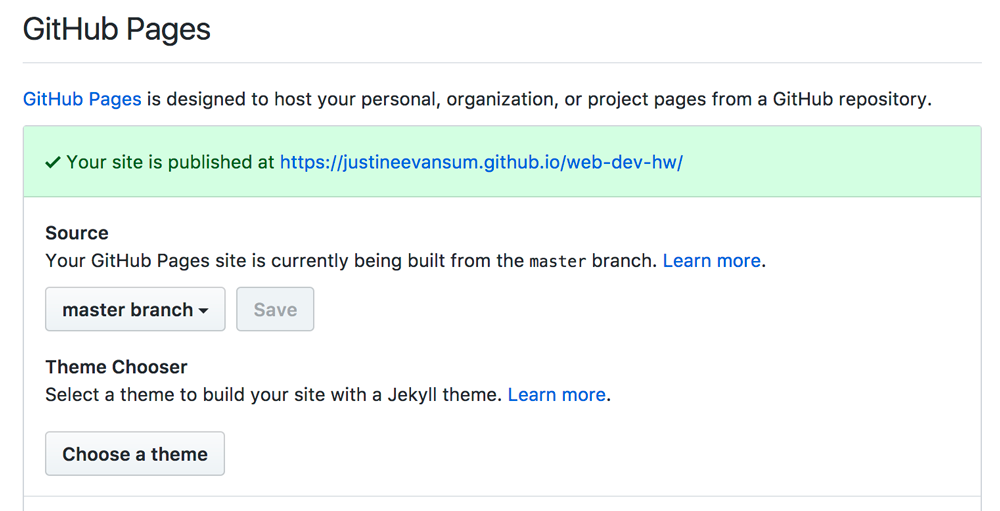 GitHub Pages
GitHub Pages is designed to host your personal, organization, or project pages from a GitHub repository.
Your site is published at https://justineevansum.github.io/web-dev-hw/
Source
Your GitHub Pages site is currently being built from the master branch. Learn more.
master branch Save
Theme Chooser
Select a theme to build your site with a Jekyll theme. Learn more.
Choose a theme